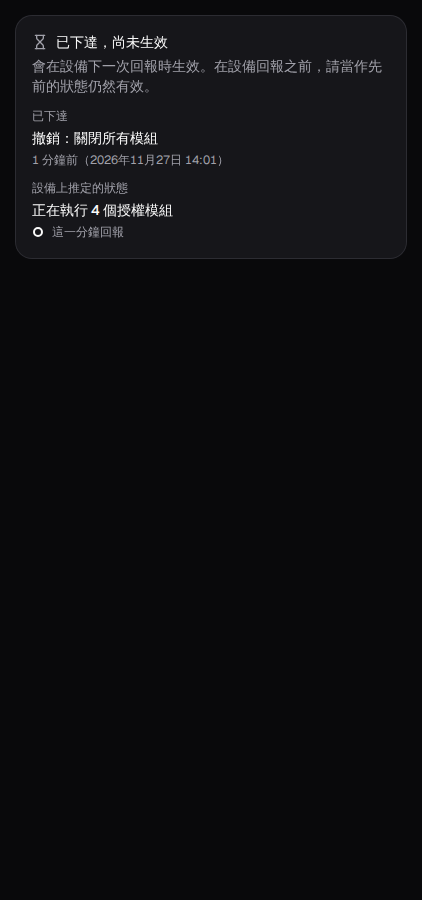 已下達，尚未生效
會在設備下一次回報時生效。在設備回報之前，請當作先
前的狀態仍然有效。
已下達
撤銷：關閉所有模組
1 分鐘前（2026年11月27日 14:01）
設備上推定的狀態
正在執行 4 個授權模組
這一分鐘回報